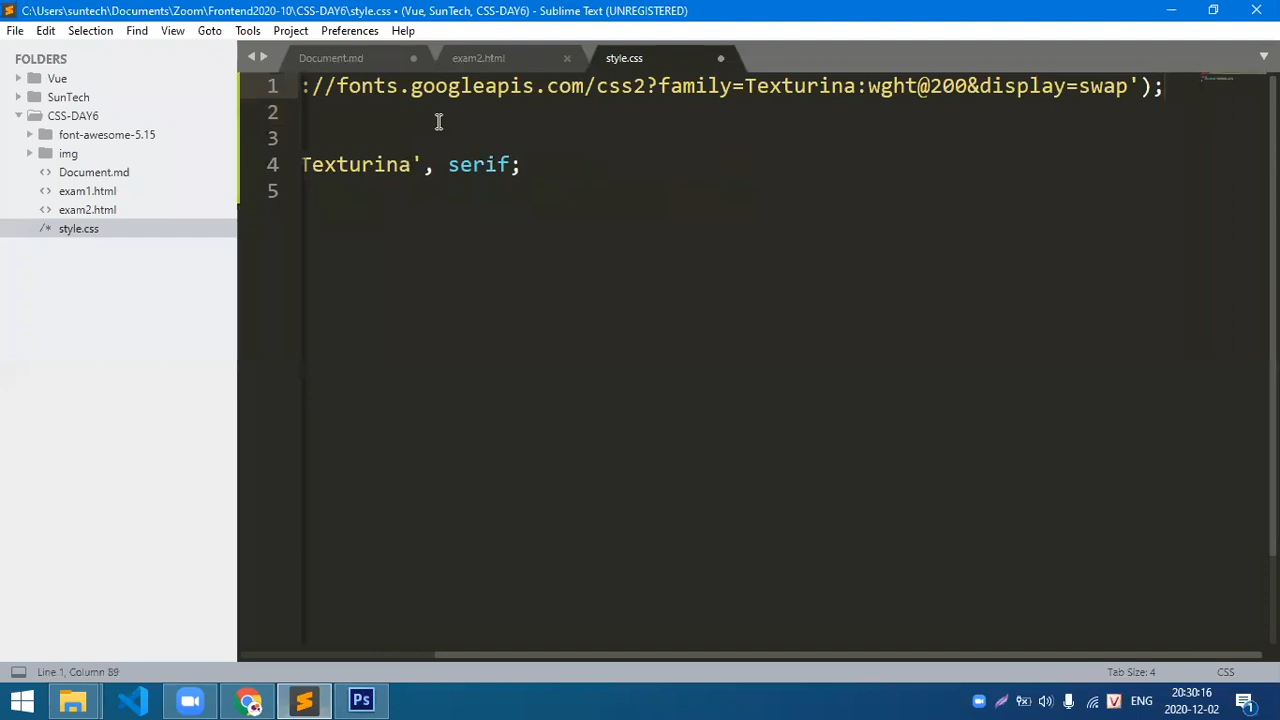 C:\Users\suntech\Documents\Zoom\Frontend2020-10\CSS-DAY6\style.css • (Vue, SunTech, CSS-DAY6) - Sublime Text (UNREGISTERED)
File Edit Selection Find View Goto Tools Project Preferences Help
FOLDERS
Vue
SunTech
CSS-DAY6
font-awesome-5.15
img
<> Document.md
<> exam1.html
<> exam2.html
/* style.css
Document.md exam2.html style.css
1 ://fonts.googleapis.com/css2?family=Texturina:wght@200&display=swap');
2
3
4 Texturina', serif;
5
Line 1, Column 89 Tab Size: 4 CSS
Ps
V ENG
20:30:16
2020-12-02
1